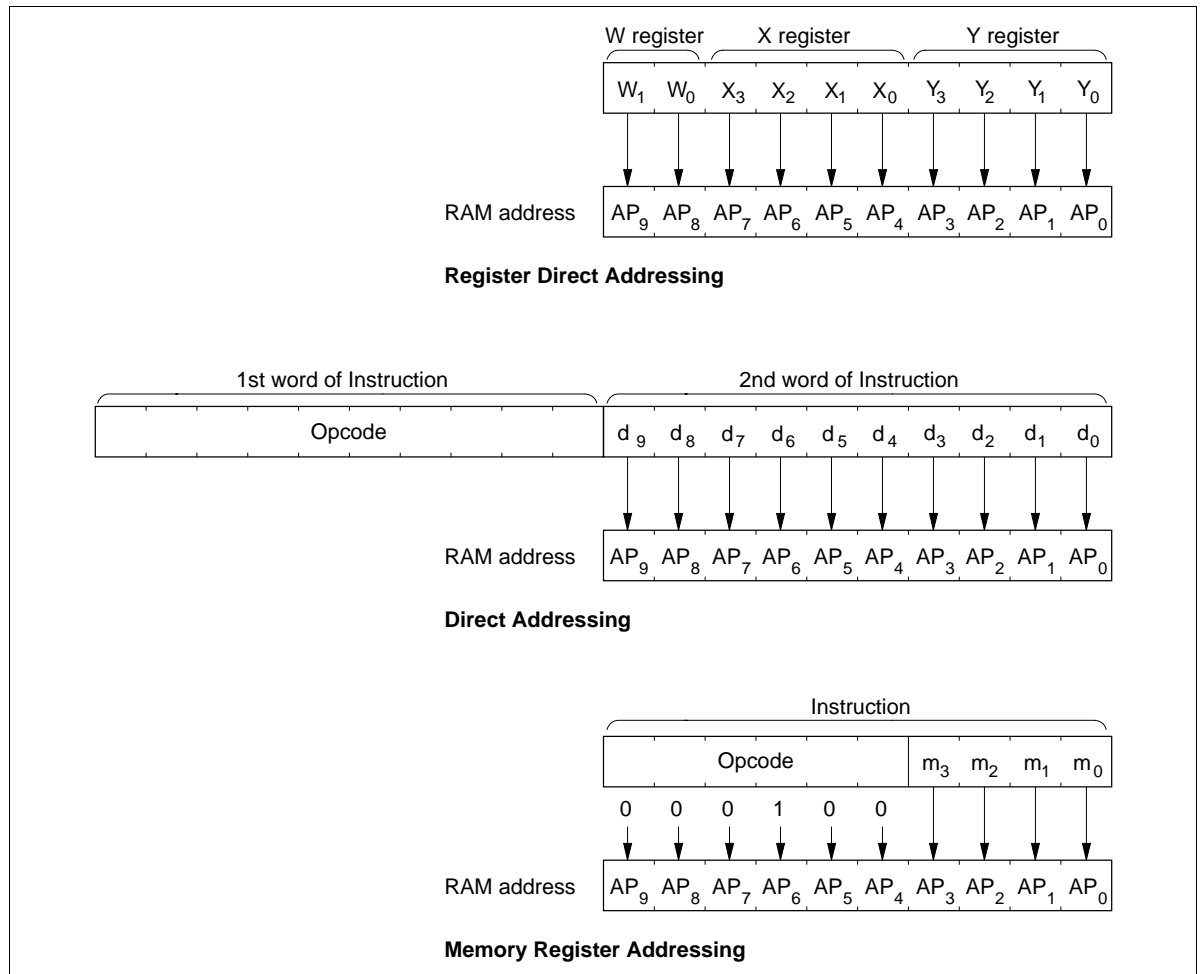 W register X register Y register
W1 W0 X3 X2 X1 X0 Y3 Y2 Y1 Y0
RAM address AP9 AP8 AP7 AP6 AP5 AP4 AP3 AP2 AP1 AP0
Register Direct Addressing
1st word of Instruction 2nd word of Instruction
Opcode d9 d8 d7 d6 d5 d4 d3 d2 d1 d0
RAM address AP9 AP8 AP7 AP6 AP5 AP4 AP3 AP2 AP1 AP0
Direct Addressing
Instruction
Opcode m3 m2 m1 m0
0 0 0 1 0 0
RAM address AP9 AP8 AP7 AP6 AP5 AP4 AP3 AP2 AP1 AP0
Memory Register Addressing